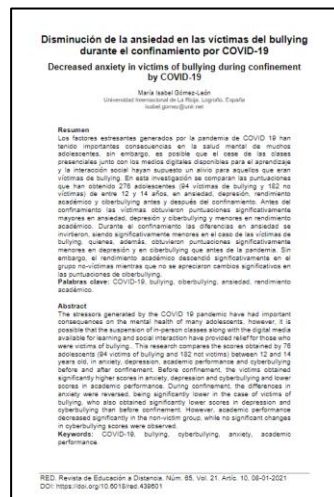 Disminución de la ansiedad en las víctimas del bullying
durante el confinamiento por COVID-19
Decreased anxiety in victims of bullying during confinement
by COVID-19
María Isabel Gómez-León
Universidad Internacional de La Rioja. Logroño, España
isabel.gomez@unir.net
Resumen
Los factores estresantes generados por la pandemia de COVID 19 han
tenido importantes consecuencias en la salud mental de muchos
adolescentes, sin embargo, es posible que el cese de las clases
presenciales junto con los medios digitales disponibles para el aprendizaje
y la interacción social hayan supuesto un alivio para aquellos que eran
víctimas de bullying. En esta investigación se comparan las puntuaciones
que han obtenido 276 adolescentes (94 víctimas de bullying y 182 no
víctimas) de entre 12 y 14 años, en ansiedad, depresión, rendimiento
académico y ciberbullying antes y después del confinamiento. Antes del
confinamiento las víctimas obtuvieron puntuaciones significativamente
mayores en ansiedad, depresión y ciberbullying y menores en rendimiento
académico. Durante el confinamiento las diferencias en ansiedad se
invirtieron, siendo significativamente menores en el caso de las víctimas de
bullying, quienes, además, obtuvieron puntuaciones significativamente
menores en depresión y en ciberbullying que antes de la pandemia. Sin
embargo, el rendimiento académico descendió significativamente en el
grupo no-víctimas mientras que no se apreciaron cambios significativos en
las puntuaciones de ciberbullying.
Palabras clave: COVID-19, bullying, ciberbullying, ansiedad, rendimiento
académico.
Abstract
The stressors generated by the COVID 19 pandemic have had important
consequences on the mental health of many adolescents, however, it is
possible that the suspension of in-person classes along with the digital media
available for learning and social interaction have provided relief for those who
were victims of bullying. This research compares the scores obtained by 76
adolescents (94 victims of bullying and 182 not victims) between 12 and 14
years old, in anxiety, depression, academic performance and cyberbullying
before and after confinement. Before confinement, the victims obtained
significantly higher scores in anxiety, depression and cyberbullying and lower
scores in academic performance. During confinement, the differences in
anxiety were reversed, being significantly lower in the case of victims of
bullying, who also obtained significantly lower scores in depression and
cyberbullying than before confinement. However, academic performance
decreased significantly in the non-victim group, while no significant changes
in cyberbullying scores were observed.
Keywords: COVID-19, bullying, cyberbullying, anxiety, academic
performance.
RED. Revista de Educación a Distancia. Núm. 65, Vol. 21. Artíc. 10, 08-01-2021
DOI: https://doi.org/10.6018/red.439601